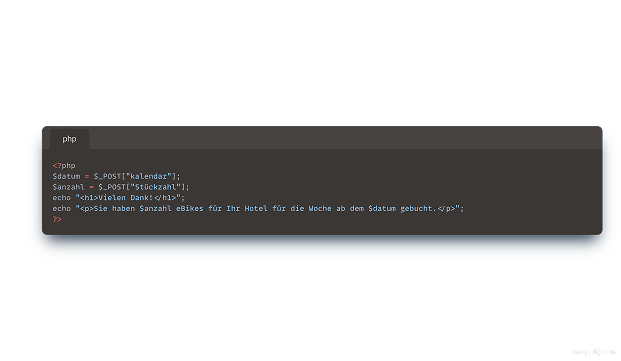 php
<?php
$datum = $_POST["kalendar"];
$anzahl = $_POST["Stückzahl"];
echo "<h1>Vielen Dank!</h1>";
echo "<p>Sie haben $anzahl eBikes für Ihr Hotel für die Woche ab dem $datum gebucht.</p>";
?>